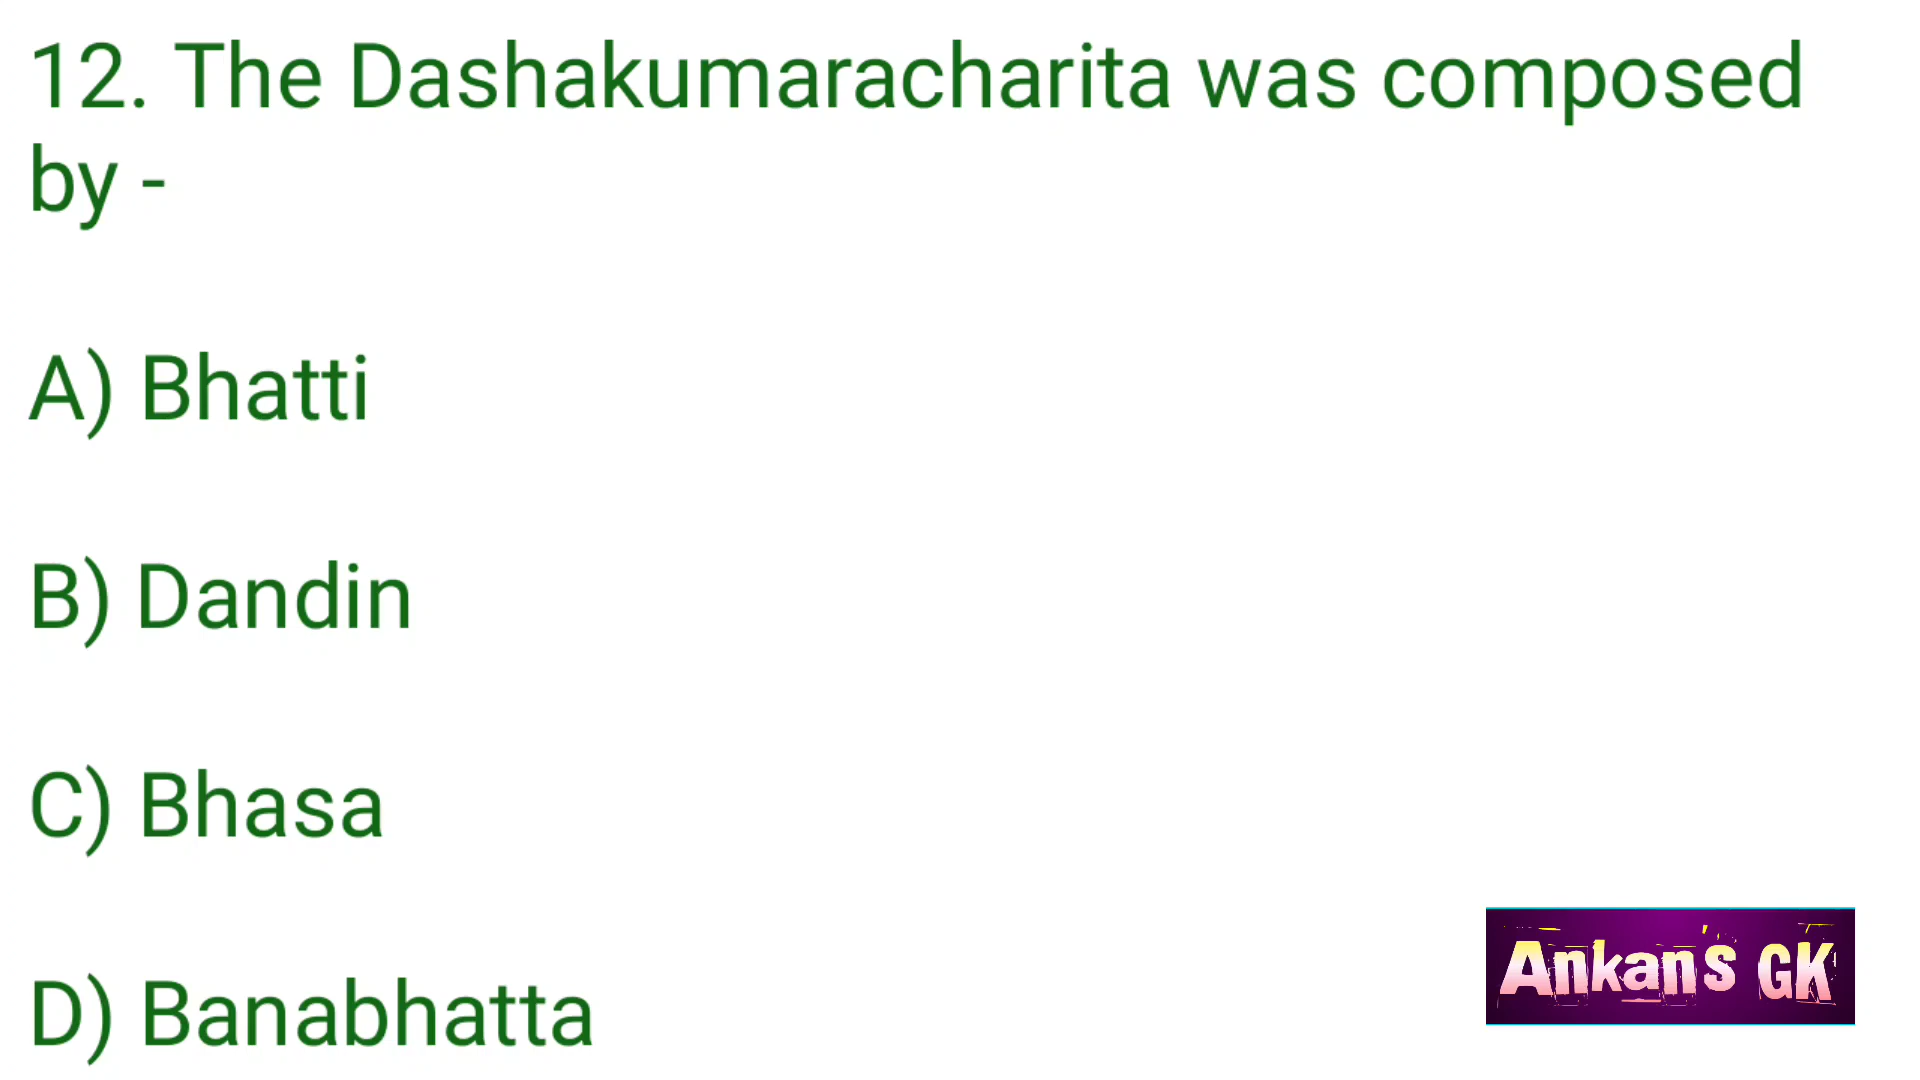 12. The Dashakumaracharita was composed
by -
A) Bhatti
B) Dandin
C) Bhasa
D) Banabhatta
Ankan's GK